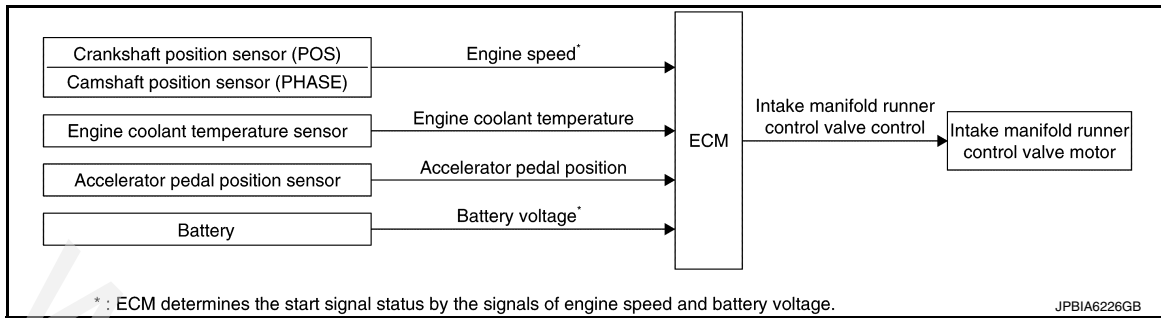 Crankshaft position sensor (POS)
Camshaft position sensor (PHASE)
Engine speed*
Engine coolant temperature sensor
Engine coolant temperature
Accelerator pedal position sensor
Accelerator pedal position
Battery
Battery voltage*
ECM
Intake manifold runner
control valve control
Intake manifold runner
control valve motor
* : ECM determines the start signal status by the signals of engine speed and battery voltage.
JPBIA6226GB